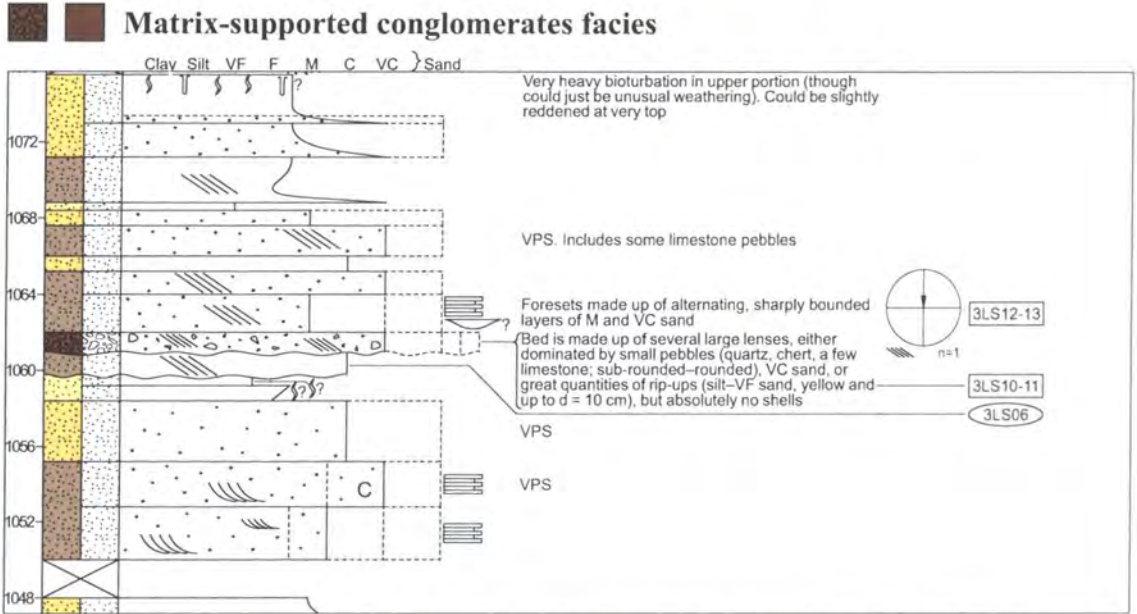 Matrix-supported conglomerates facies
Clay Silt VF F M C VC } Sand
?
Very heavy bioturbation in upper portion (though
could just be unusual weathering). Could be slightly
reddened at very top
1072
1068
VPS. Includes some limestone pebbles
1064
Foresets made up of alternating, sharply bounded
layers of M and VC sand
?
3LS12-13
n=1
Bed is made up of several large lenses, either
dominated by small pebbles (quartz, chert, a few
limestone; sub-rounded–rounded), VC sand, or
great quantities of rip-ups (silt–VF sand, yellow and
up to d = 10 cm), but absolutely no shells
1060
? ?
3LS10-11
3LS06
VPS
1056
C
VPS
1052
1048